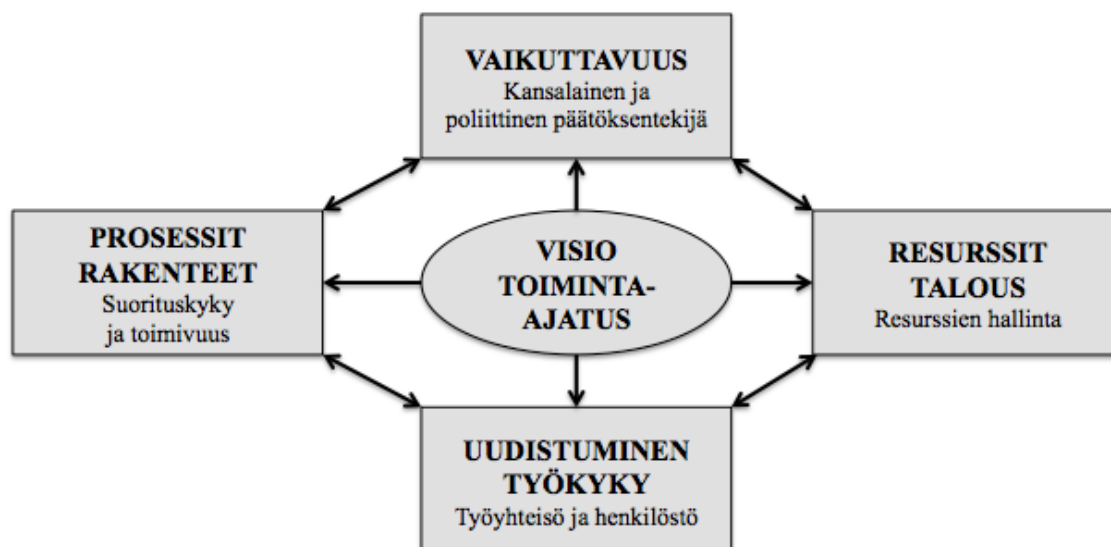 VAIKUTTAVUUS
Kansalainen ja
poliittinen päätöksentekijä
PROSESSIT
RAKENTEET
Suorituskyky
ja toimivuus
VISIO
TOIMINTA-
AJATUS
RESURSSIT
TALOUS
Resurssien hallinta
UUDISTUMINEN
TYÖKYKY
Työyhteisö ja henkilöstö